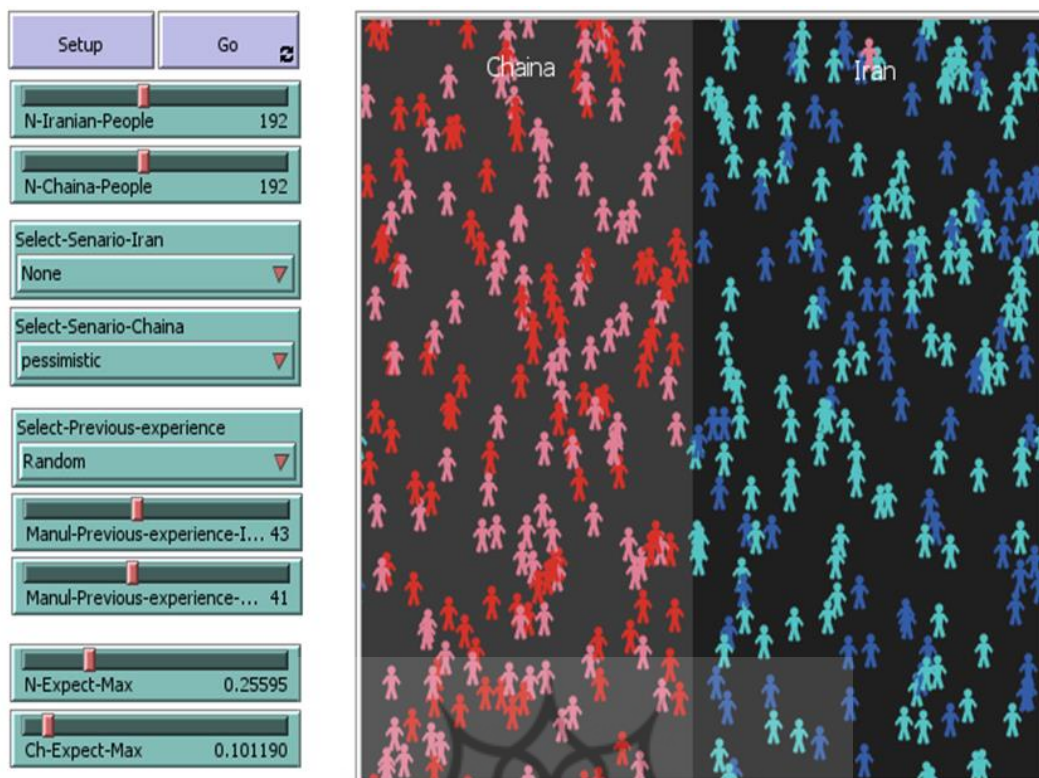 Setup
Go
N-Iranian-People 192
N-Chaina-People 192
Select-Senario-Iran
None
Select-Senario-Chaina
pessimistic
Select-Previous-experience
Random
Manul-Previous-experience-I... 43
Manul-Previous-experience-... 41
N-Expect-Max 0.25595
Ch-Expect-Max 0.101190
Chaina
Iran